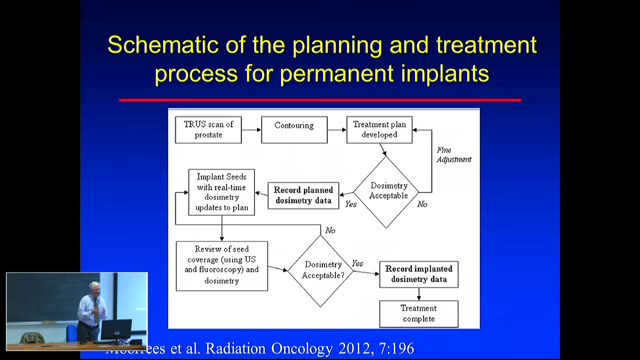 Schematic of the planning and treatment
process for permanent implants
TRUS scan of
prostate
Contouring
Treatment plan
developed
Fine
Adjustment
Dosimetry
Acceptable
Yes
No
Record planned
dosimetry data
Implant Seeds
with real-time
dosimetry
updates to plan
No
Review of seed
coverage (using US
and fluoroscopy) and
dosimetry
Dosimetry
Acceptable?
Yes
Record implanted
dosimetry data
Treatment
complete
et al. Radiation Oncology 2012, 7:196